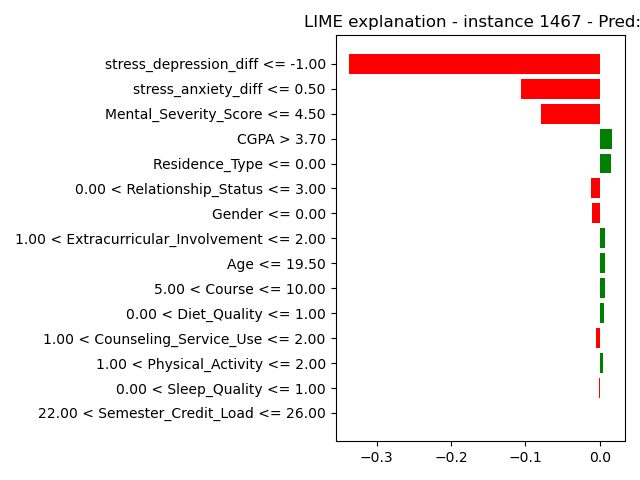 LIME explanation - instance 1467 - Pred:
stress_depression_diff <= -1.00
stress_anxiety_diff <= 0.50
Mental_Severity_Score <= 4.50
CGPA > 3.70
Residence_Type <= 0.00
0.00 < Relationship_Status <= 3.00
Gender <= 0.00
1.00 < Extracurricular_Involvement <= 2.00
Age <= 19.50
5.00 < Course <= 10.00
0.00 < Diet_Quality <= 1.00
1.00 < Counseling_Service_Use <= 2.00
1.00 < Physical_Activity <= 2.00
0.00 < Sleep_Quality <= 1.00
22.00 < Semester_Credit_Load <= 26.00
−0.3 −0.2 −0.1 0.0